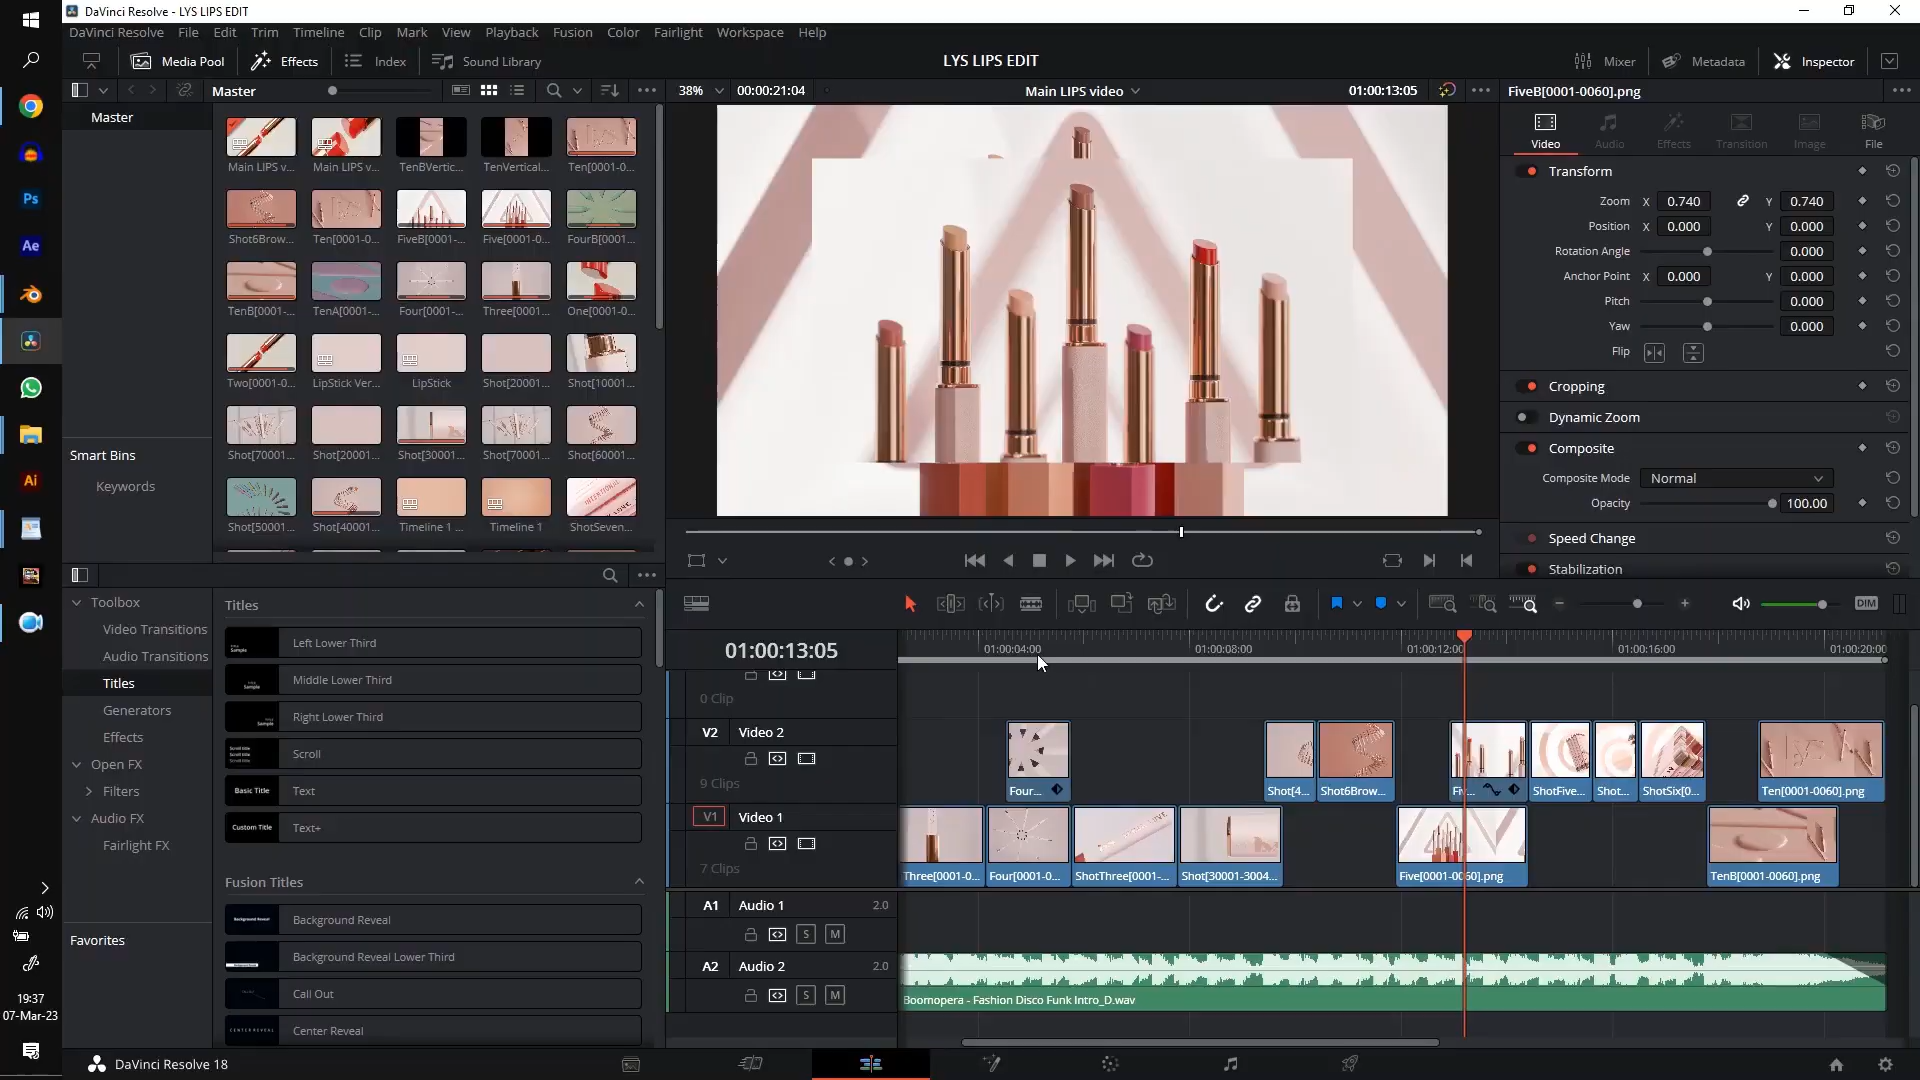 DaVinci Resolve - LYS LIPS EDIT
DaVinci Resolve File Edit Trim Timeline Clip Mark View Playback Fusion Color Fairlight Workspace Help
Media Pool Effects Index Sound Library
LYS LIPS EDIT
Mixer Metadata Inspector
Master
38% 00:00:21:04 Main LIPS video 01:00:13:05
FiveB[0001-0060].png
Master
Main LIPS v... Main LIPS v... TenBVertic... TenVertical... Ten[0001-0...
Shot6Brow... Ten[0001-0... FiveB[0001-... Five[0001-0... FourB[0001...
TenB[0001-... TenA[0001-... Four[0001-... Three[0001... One[0001-0...
Two[0001-0... LipStick Ver... LipStick Shot[20001... Shot[10001...
Shot[70001... Shot[20001... Shot[30001... Shot[70001... Shot[60001...
Shot[50001... Shot[40001... Timeline 1 ... Timeline 1 ShotSeven...
Smart Bins
Keywords
Video Audio Effects Transition Image File
Transform
Zoom X 0.740 Y 0.740
Position X 0.000 Y 0.000
Rotation Angle 0.000
Anchor Point X 0.000 Y 0.000
Pitch 0.000
Yaw 0.000
Flip
Cropping
Dynamic Zoom
Composite
Composite Mode Normal
Opacity 100.00
Speed Change
Stabilization
Toolbox
Video Transitions
Audio Transitions
Titles
Generators
Effects
Open FX
Filters
Audio FX
Fairlight FX
Favorites
Titles
Left Lower Third
Middle Lower Third
Right Lower Third
Scroll
Basic Title Text
Custom Title Text+
Fusion Titles
Background Reveal
Background Reveal Lower Third
Call Out
CENTER REVEAL Center Reveal
DIM
01:00:13:05
01:00:04:00 01:00:08:00 01:00:12:00 01:00:16:00 01:00:20:00
0 Clip
V2 Video 2
9 Clips
Four... Shot[4... Shot6Brow... Fiv... ShotFive... Shot... ShotSix[0... Ten[0001-0060].png
V1 Video 1
7 Clips
Three[0001-0... Four[0001-0... ShotThree[0001-... Shot[30001-3004... Five[0001-0060].png TenB[0001-0060].png
A1 Audio 1 2.0
S M
A2 Audio 2 2.0
S M
Boomopera - Fashion Disco Funk Intro_D.wav
Ps
Ae
Ai
19:37
07-Mar-23
DaVinci Resolve 18